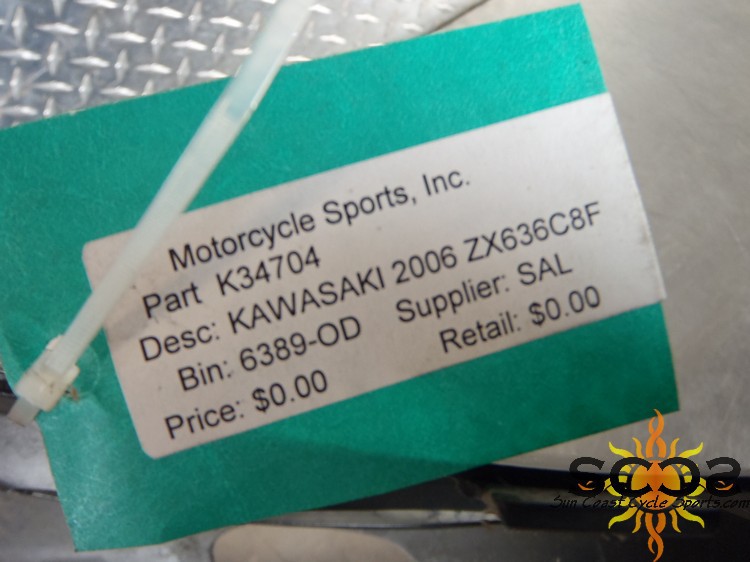 Motorcycle Sports, Inc.
Part K34704
Desc: KAWASAKI 2006 ZX636C8F
Bin: 6389-OD Supplier: SAL
Price: $0.00 Retail: $0.00
Sun Coast Cycle Sports.com